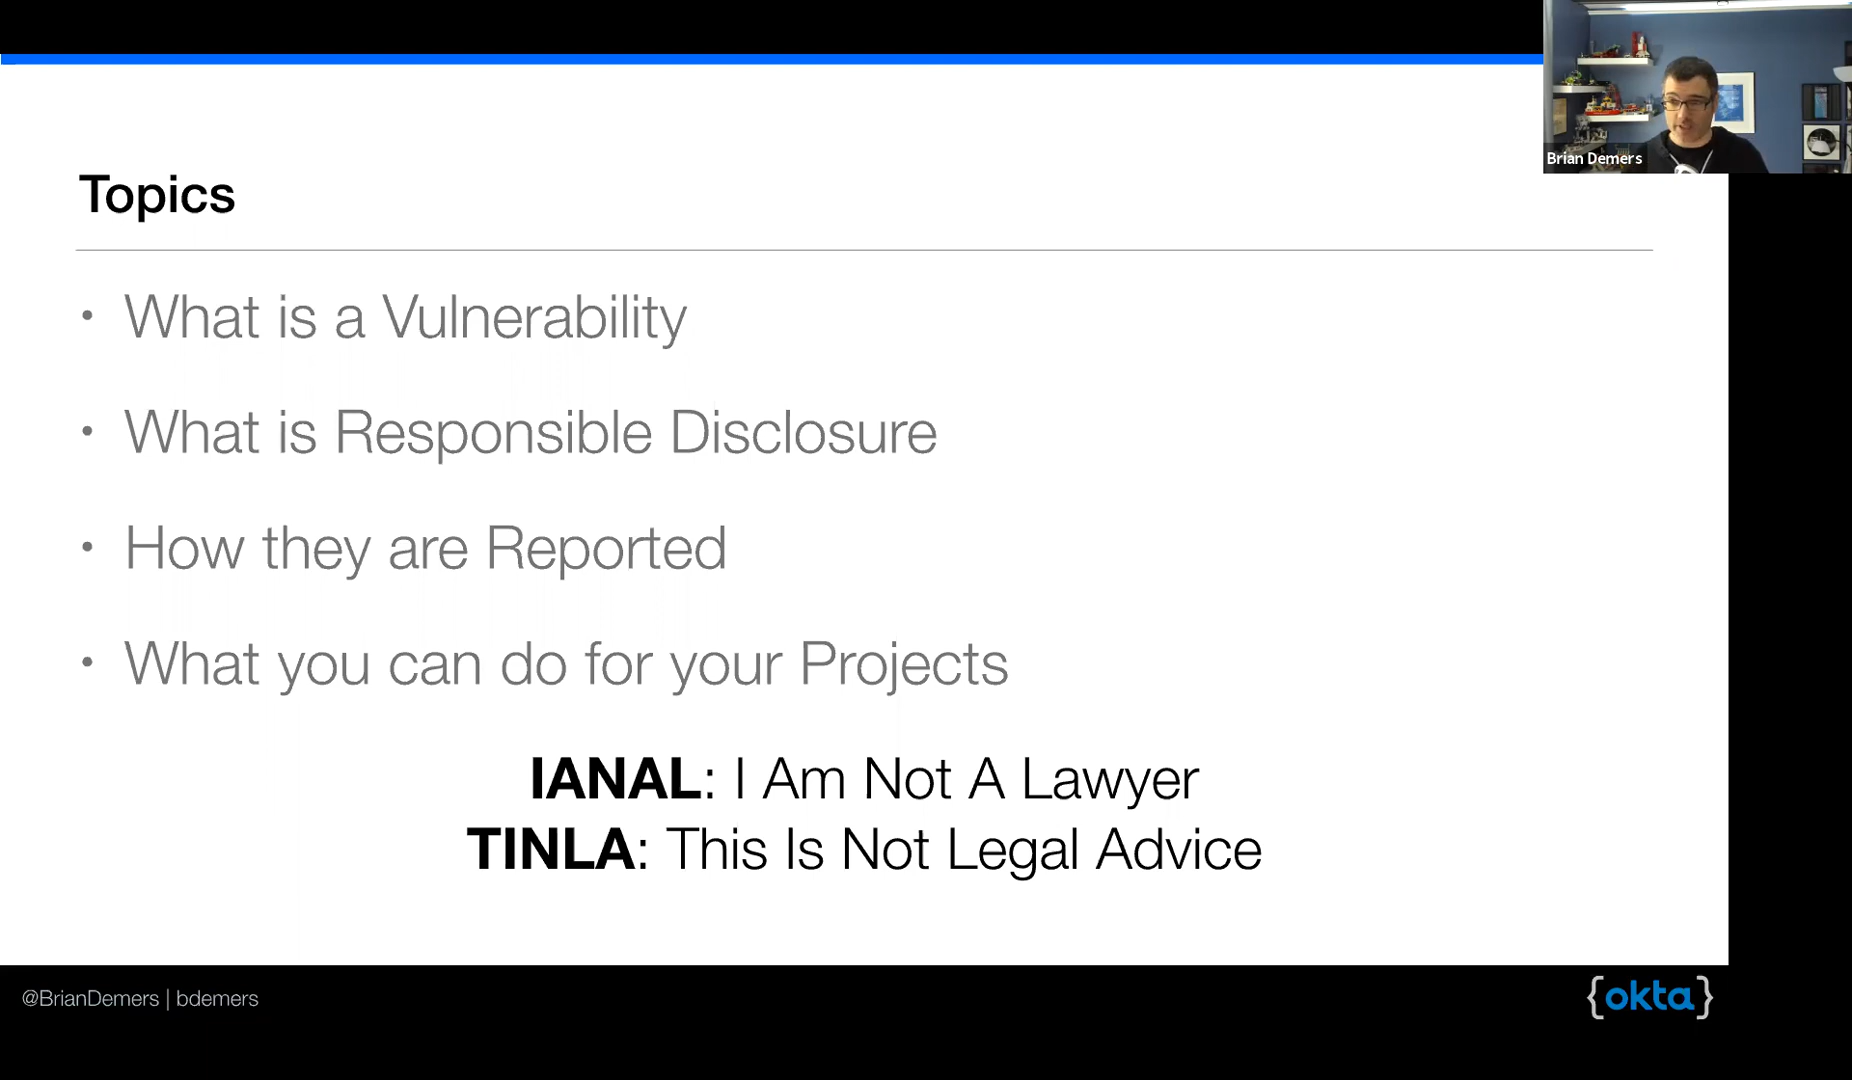 Brian Demers
Topics
• What is a Vulnerability
• What is Responsible Disclosure
• How they are Reported
• What you can do for your Projects
IANAL: I Am Not A Lawyer
TINLA: This Is Not Legal Advice
@BrianDemers | bdemers
{okta}